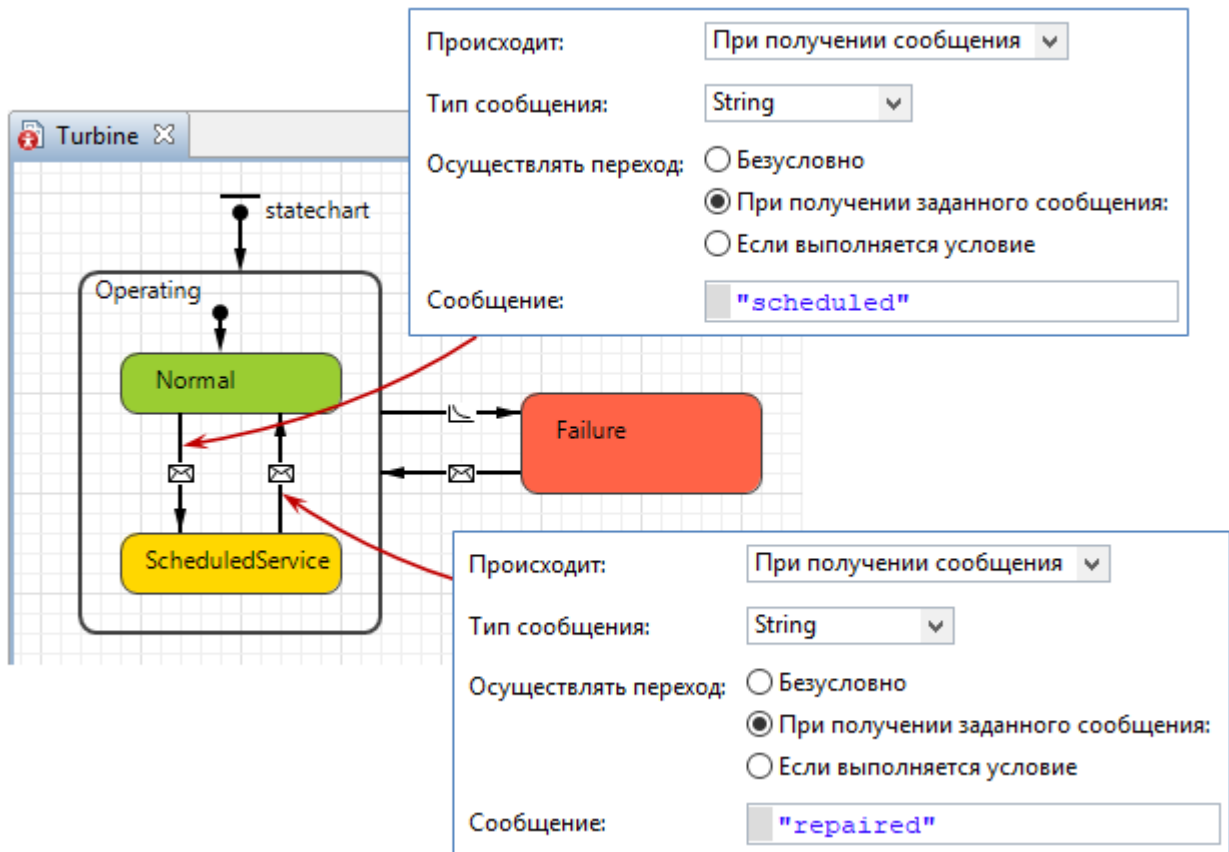 Происходит: При получении сообщения
Тип сообщения: String
Осуществлять переход: Безусловно
При получении заданного сообщения:
Если выполняется условие
Сообщение: "scheduled"
Turbine
statechart
Operating
Normal
ScheduledService
Failure
Происходит: При получении сообщения
Тип сообщения: String
Осуществлять переход: Безусловно
При получении заданного сообщения:
Если выполняется условие
Сообщение: "repaired"